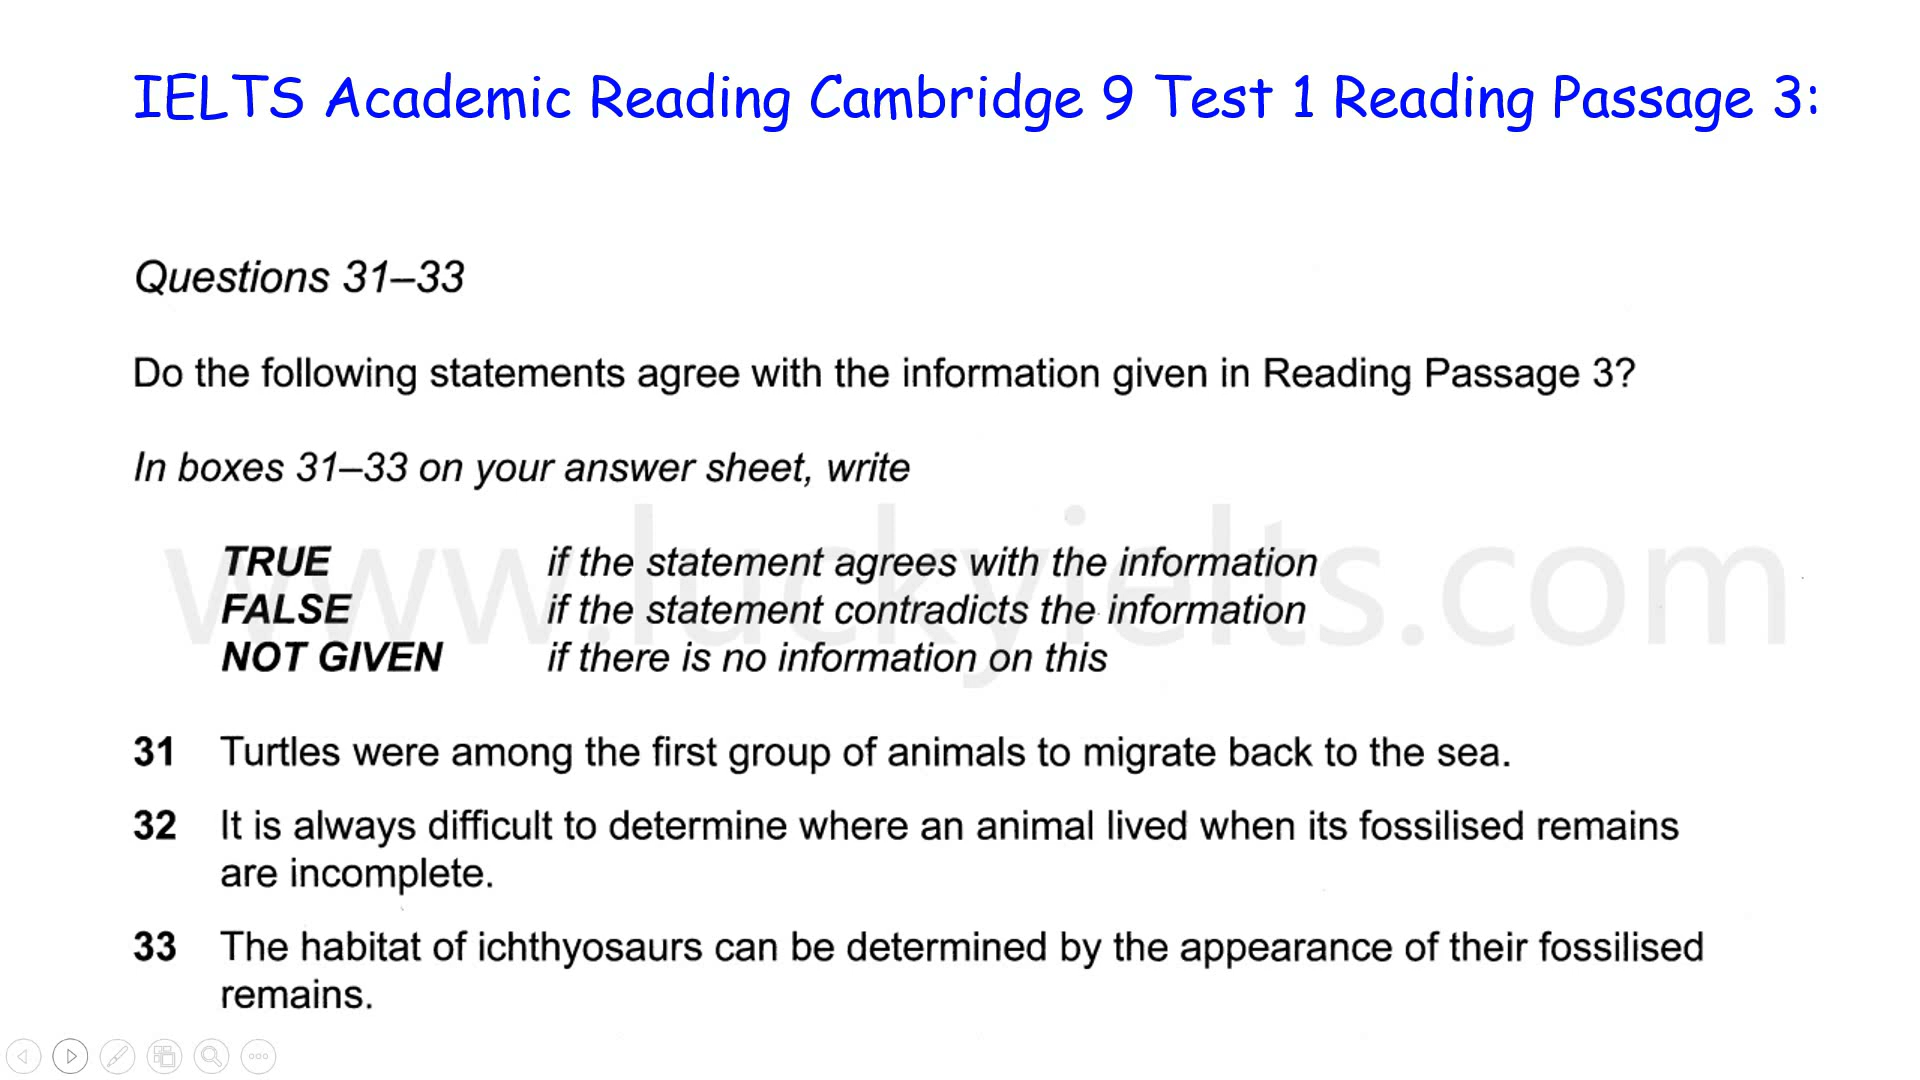 IELTS Academic Reading Cambridge 9 Test 1 Reading Passage 3:
Questions 31–33
Do the following statements agree with the information given in Reading Passage 3?
In boxes 31–33 on your answer sheet, write
www.luckyielts.com
TRUE if the statement agrees with the information
FALSE if the statement contradicts the information
NOT GIVEN if there is no information on this
31 Turtles were among the first group of animals to migrate back to the sea.
32 It is always difficult to determine where an animal lived when its fossilised remains
are incomplete.
33 The habitat of ichthyosaurs can be determined by the appearance of their fossilised
remains.